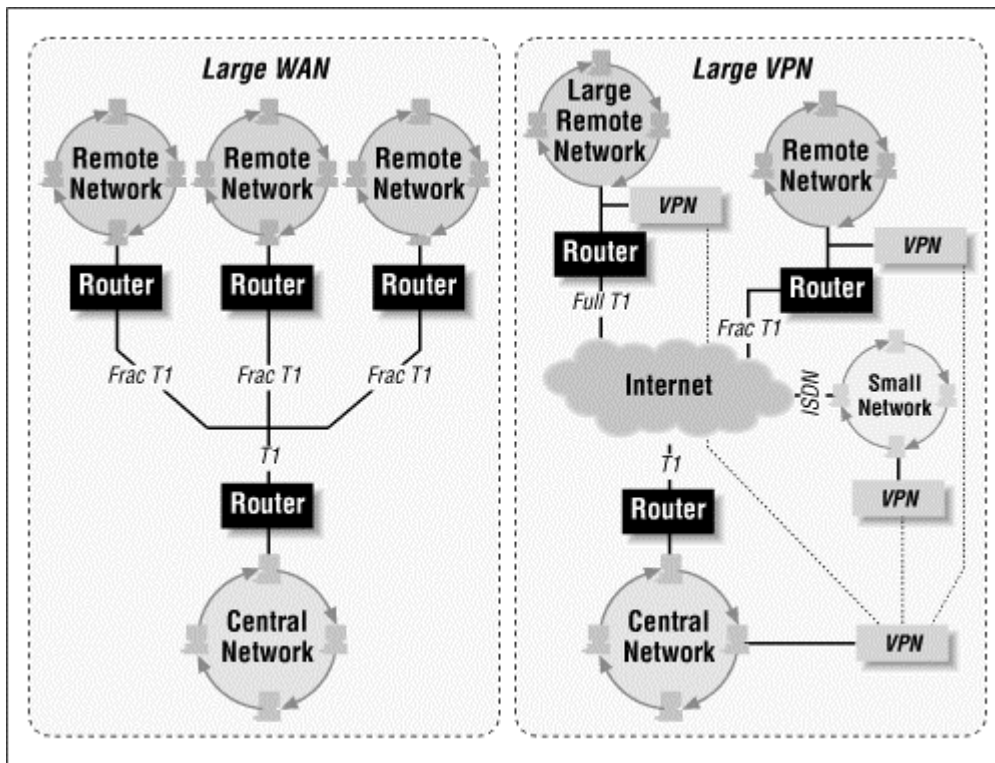 Large WAN
Remote
Network
Remote
Network
Remote
Network
Router
Router
Router
Frac T1
Frac T1
Frac T1
T1
Router
Central
Network
Large VPN
Large
Remote
Network
Remote
Network
VPN
VPN
Router
Router
Full T1
Frac T1
Internet
ISDN
Small
Network
T1
VPN
Router
Central
Network
VPN